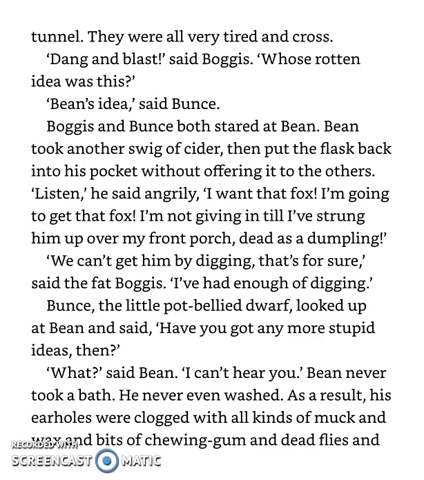 tunnel. They were all very tired and cross.
‘Dang and blast!’ said Boggis. ‘Whose rotten
idea was this?’
‘Bean’s idea,’ said Bunce.
Boggis and Bunce both stared at Bean. Bean
took another swig of cider, then put the flask back
into his pocket without offering it to the others.
‘Listen,’ he said angrily, ‘I want that fox! I’m going
to get that fox! I’m not giving in till I’ve strung
him up over my front porch, dead as a dumpling!’
‘We can’t get him by digging, that’s for sure,’
said the fat Boggis. ‘I’ve had enough of digging.’
Bunce, the little pot-bellied dwarf, looked up
at Bean and said, ‘Have you got any more stupid
ideas, then?’
‘What?’ said Bean. ‘I can’t hear you.’ Bean never
took a bath. He never even washed. As a result, his
earholes were clogged with all kinds of muck and
wax and bits of chewing-gum and dead flies and
RECORDED WITH
SCREENCAST MATIC